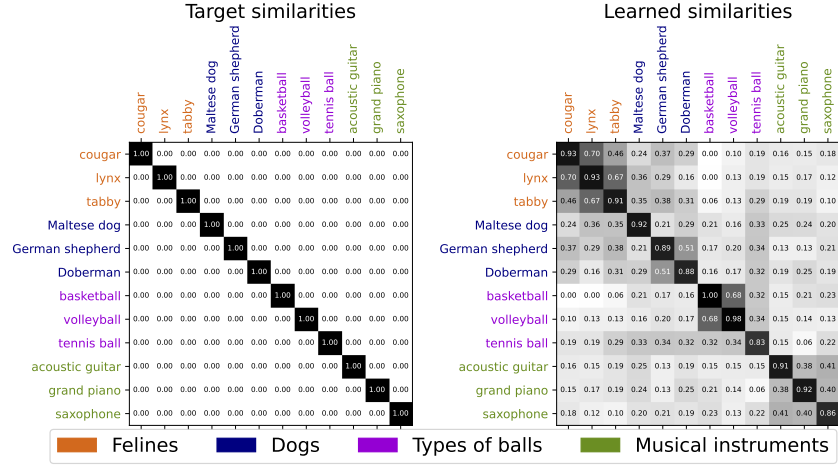 Target similarities
Learned similarities
cougar lynx tabby Maltese dog German shepherd Doberman basketball volleyball tennis ball acoustic guitar grand piano saxophone
cougar lynx tabby Maltese dog German shepherd Doberman basketball volleyball tennis ball acoustic guitar grand piano saxophone
cougar 1.00 0.00 0.00 0.00 0.00 0.00 0.00 0.00 0.00 0.00 0.00 0.00
lynx 0.00 1.00 0.00 0.00 0.00 0.00 0.00 0.00 0.00 0.00 0.00 0.00
tabby 0.00 0.00 1.00 0.00 0.00 0.00 0.00 0.00 0.00 0.00 0.00 0.00
Maltese dog 0.00 0.00 0.00 1.00 0.00 0.00 0.00 0.00 0.00 0.00 0.00 0.00
German shepherd 0.00 0.00 0.00 0.00 1.00 0.00 0.00 0.00 0.00 0.00 0.00 0.00
Doberman 0.00 0.00 0.00 0.00 0.00 1.00 0.00 0.00 0.00 0.00 0.00 0.00
basketball 0.00 0.00 0.00 0.00 0.00 0.00 1.00 0.00 0.00 0.00 0.00 0.00
volleyball 0.00 0.00 0.00 0.00 0.00 0.00 0.00 1.00 0.00 0.00 0.00 0.00
tennis ball 0.00 0.00 0.00 0.00 0.00 0.00 0.00 0.00 1.00 0.00 0.00 0.00
acoustic guitar 0.00 0.00 0.00 0.00 0.00 0.00 0.00 0.00 0.00 1.00 0.00 0.00
grand piano 0.00 0.00 0.00 0.00 0.00 0.00 0.00 0.00 0.00 0.00 1.00 0.00
saxophone 0.00 0.00 0.00 0.00 0.00 0.00 0.00 0.00 0.00 0.00 0.00 1.00
cougar 0.93 0.70 0.46 0.24 0.37 0.29 0.00 0.10 0.19 0.16 0.15 0.18
lynx 0.70 0.93 0.67 0.36 0.29 0.16 0.00 0.13 0.19 0.15 0.17 0.12
tabby 0.46 0.67 0.91 0.35 0.38 0.31 0.06 0.13 0.29 0.19 0.19 0.10
Maltese dog 0.24 0.36 0.35 0.92 0.21 0.29 0.21 0.16 0.33 0.25 0.24 0.20
German shepherd 0.37 0.29 0.38 0.21 0.89 0.51 0.17 0.20 0.34 0.13 0.13 0.21
Doberman 0.29 0.16 0.31 0.29 0.51 0.88 0.16 0.17 0.32 0.19 0.25 0.19
basketball 0.00 0.00 0.06 0.21 0.17 0.16 1.00 0.68 0.32 0.15 0.21 0.23
volleyball 0.10 0.13 0.13 0.16 0.20 0.17 0.68 0.98 0.34 0.15 0.14 0.13
tennis ball 0.19 0.19 0.29 0.33 0.34 0.32 0.32 0.34 0.83 0.15 0.06 0.22
acoustic guitar 0.16 0.15 0.19 0.25 0.13 0.19 0.15 0.15 0.15 0.91 0.38 0.41
grand piano 0.15 0.17 0.19 0.24 0.13 0.25 0.21 0.14 0.06 0.38 0.92 0.40
saxophone 0.18 0.12 0.10 0.20 0.21 0.19 0.23 0.13 0.22 0.41 0.40 0.86
Felines Dogs Types of balls Musical instruments